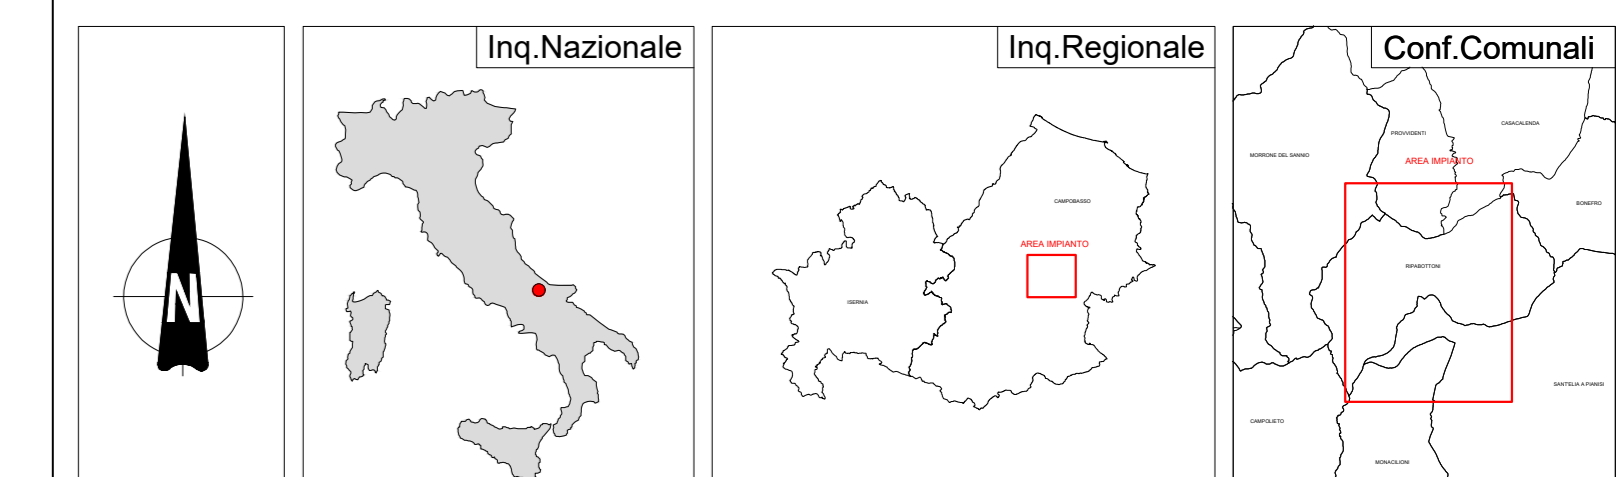 N
Inq.Nazionale
Inq.Regionale
CAMPOBASSO
AREA IMPIANTO
ISERNIA
Conf.Comunali
CASACALENDA
PROVVIDENTI
MORRONE DEL SANNIO
AREA IMPIANTO
BONEFRO
RIPABOTTONI
SANT'ELIA A.PIANISI
CAMPOLIETO
MONACILIONI